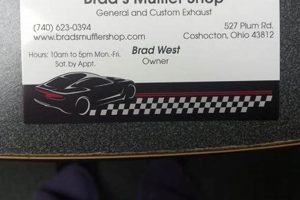 Brad's Muffler Shop
General and Custom Exhaust
(740) 623-0394
www.bradsmufflershop.com
527 Plum Rd.
Coshocton, Ohio 43812
Hours: 10am to 5pm Mon.-Fri.
Sat. by Appt.
Brad West
Owner